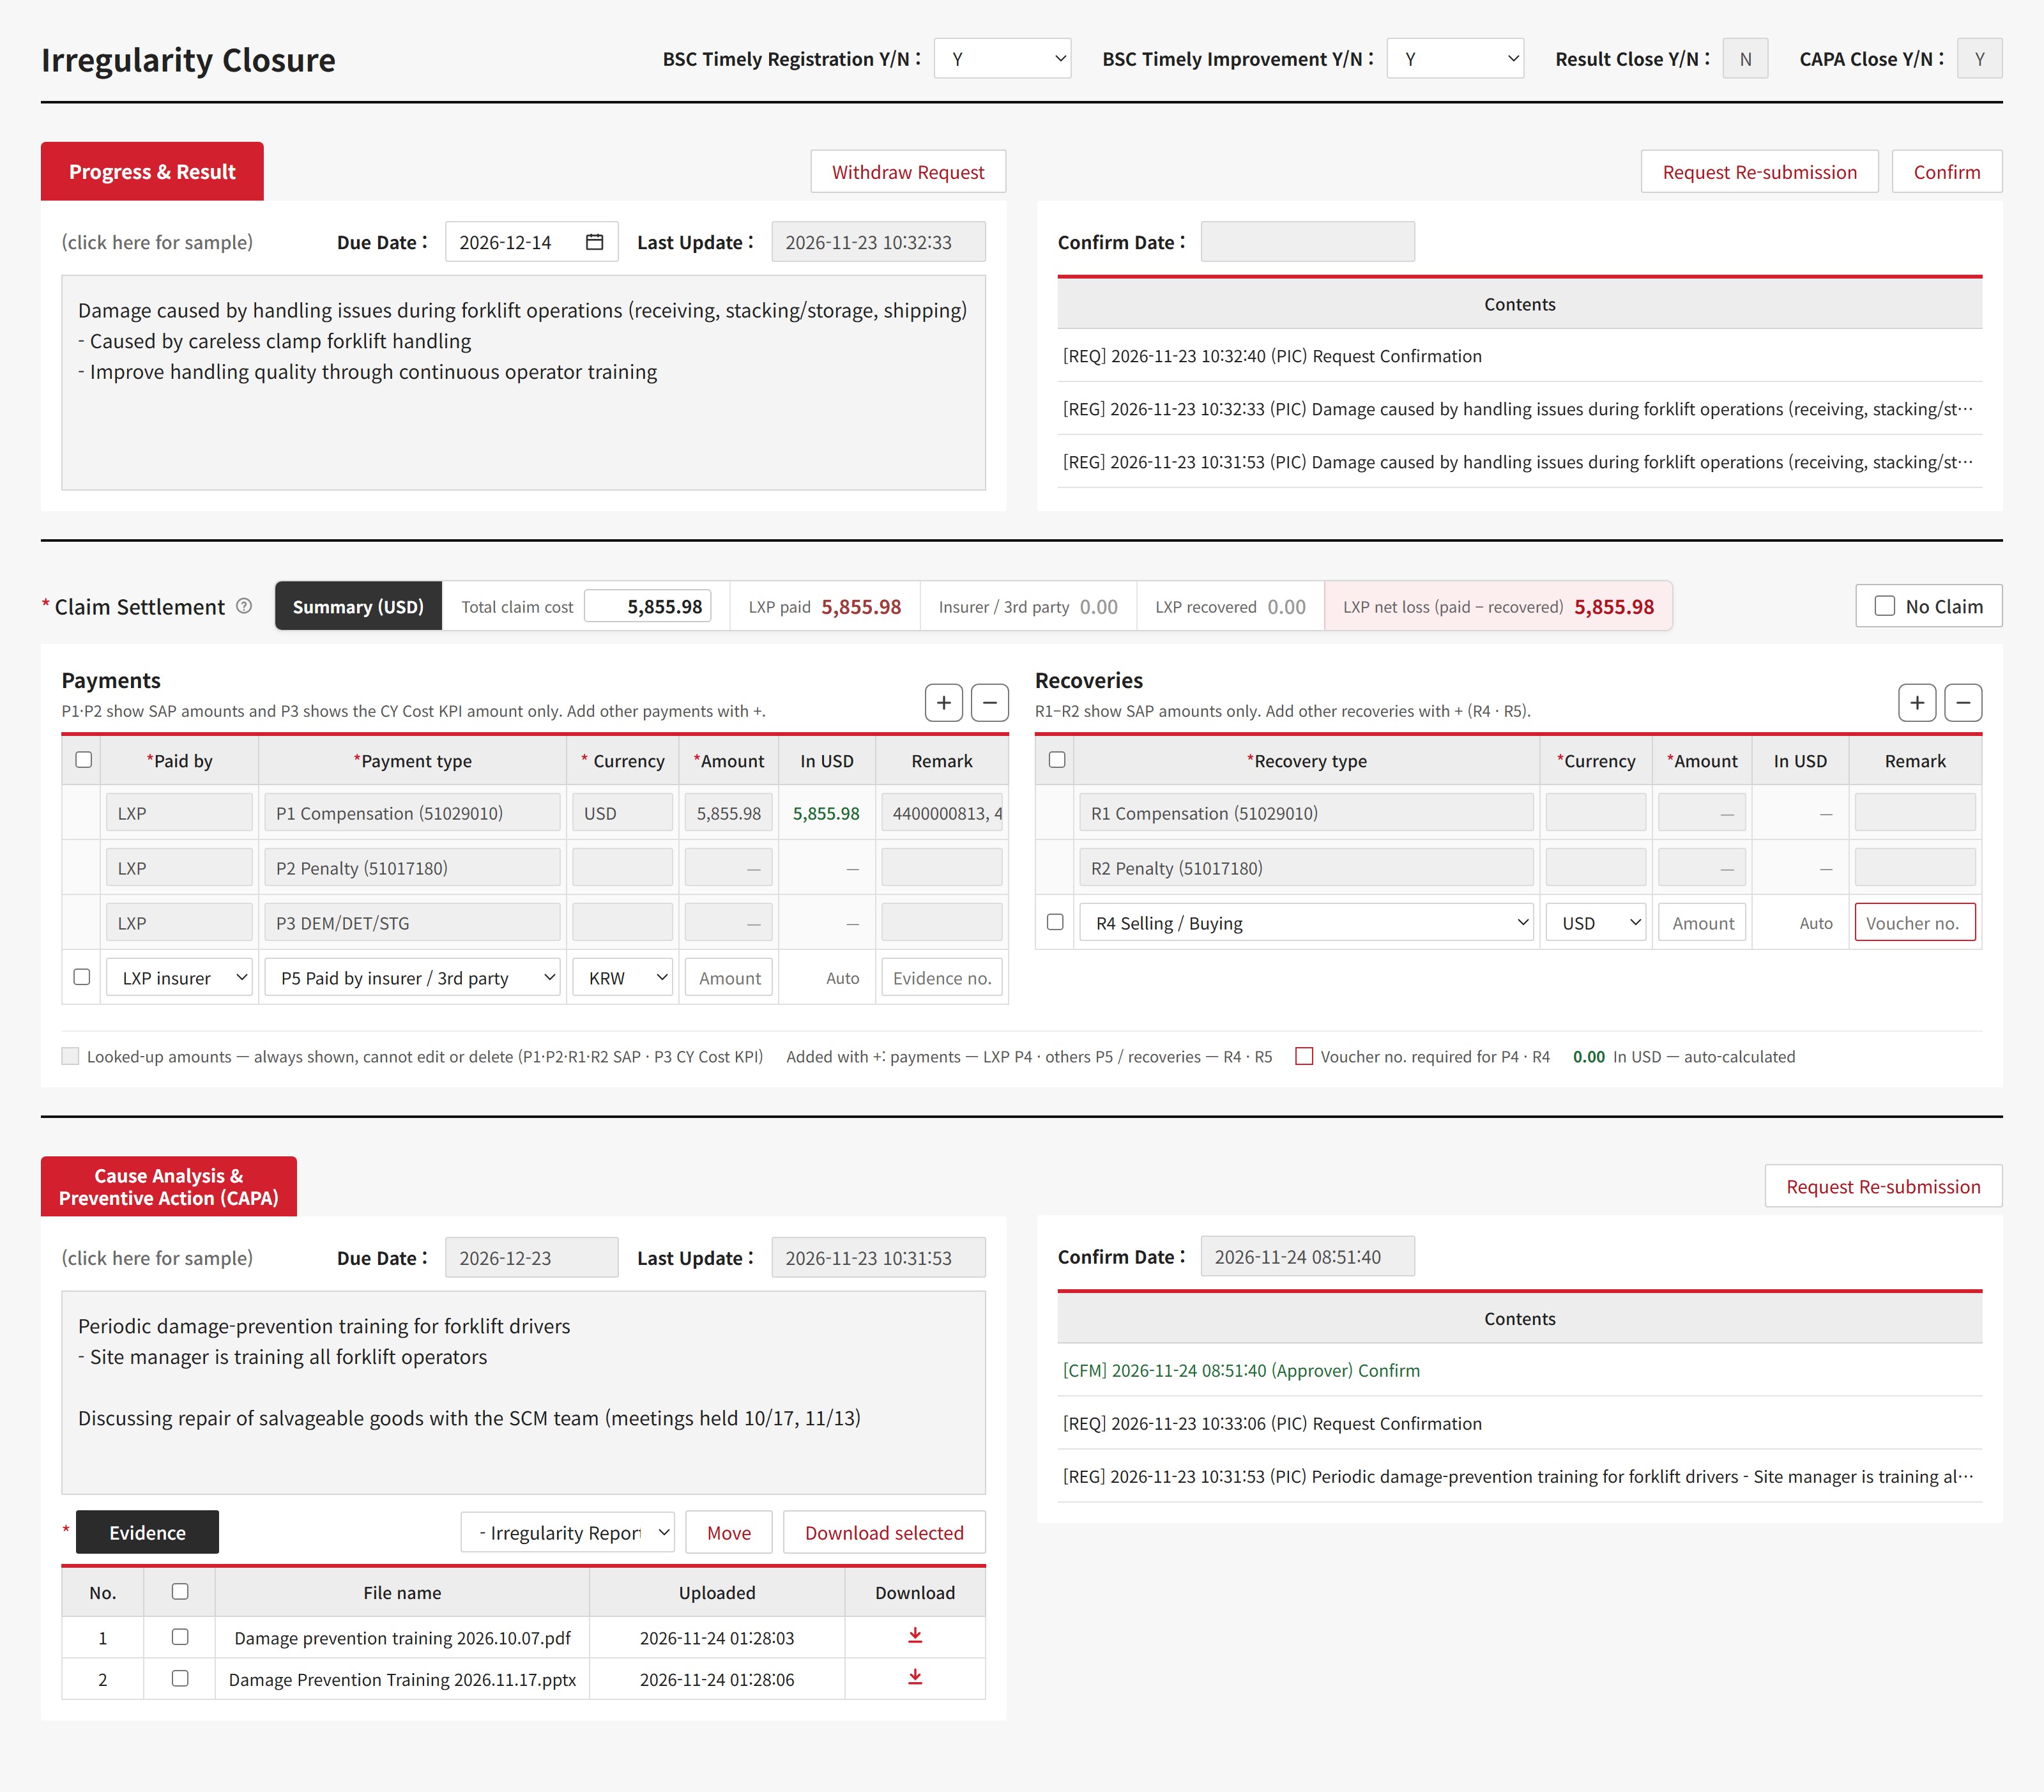 Irregularity Closure
BSC Timely Registration Y/N : Y
BSC Timely Improvement Y/N : Y
Result Close Y/N : N
CAPA Close Y/N : Y
Progress & Result
Withdraw Request
Request Re-submission
Confirm
(click here for sample)
Due Date : 2026-12-14
Last Update : 2026-11-23 10:32:33
Damage caused by handling issues during forklift operations (receiving, stacking/storage, shipping)
- Caused by careless clamp forklift handling
- Improve handling quality through continuous operator training
Confirm Date :
Contents
[REQ] 2026-11-23 10:32:40 (PIC) Request Confirmation
[REG] 2026-11-23 10:32:33 (PIC) Damage caused by handling issues during forklift operations (receiving, stacking/st…
[REG] 2026-11-23 10:31:53 (PIC) Damage caused by handling issues during forklift operations (receiving, stacking/st…
* Claim Settlement ?
Summary (USD)
Total claim cost 5,855.98
LXP paid 5,855.98
Insurer / 3rd party 0.00
LXP recovered 0.00
LXP net loss (paid − recovered) 5,855.98
No Claim
Payments
P1·P2 show SAP amounts and P3 shows the CY Cost KPI amount only. Add other payments with +.
+ −
*Paid by *Payment type * Currency *Amount In USD Remark
LXP P1 Compensation (51029010) USD 5,855.98 5,855.98 4400000813, 4
LXP P2 Penalty (51017180) — —
LXP P3 DEM/DET/STG — —
LXP insurer P5 Paid by insurer / 3rd party KRW Amount Auto Evidence no.
Recoveries
R1–R2 show SAP amounts only. Add other recoveries with + (R4 · R5).
+ −
*Recovery type *Currency *Amount In USD Remark
R1 Compensation (51029010) — —
R2 Penalty (51017180) — —
R4 Selling / Buying USD Amount Auto Voucher no.
Looked-up amounts — always shown, cannot edit or delete (P1·P2·R1·R2 SAP · P3 CY Cost KPI)
Added with +: payments — LXP P4 · others P5 / recoveries — R4 · R5
Voucher no. required for P4 · R4
0.00 In USD — auto-calculated
Cause Analysis &
Preventive Action (CAPA)
Request Re-submission
(click here for sample)
Due Date : 2026-12-23
Last Update : 2026-11-23 10:31:53
Periodic damage-prevention training for forklift drivers
- Site manager is training all forklift operators
Discussing repair of salvageable goods with the SCM team (meetings held 10/17, 11/13)
Confirm Date : 2026-11-24 08:51:40
Contents
[CFM] 2026-11-24 08:51:40 (Approver) Confirm
[REQ] 2026-11-23 10:33:06 (PIC) Request Confirmation
[REG] 2026-11-23 10:31:53 (PIC) Periodic damage-prevention training for forklift drivers - Site manager is training al…
* Evidence
- Irregularity Report
Move
Download selected
No. File name Uploaded Download
1 Damage prevention training 2026.10.07.pdf 2026-11-24 01:28:03
2 Damage Prevention Training 2026.11.17.pptx 2026-11-24 01:28:06